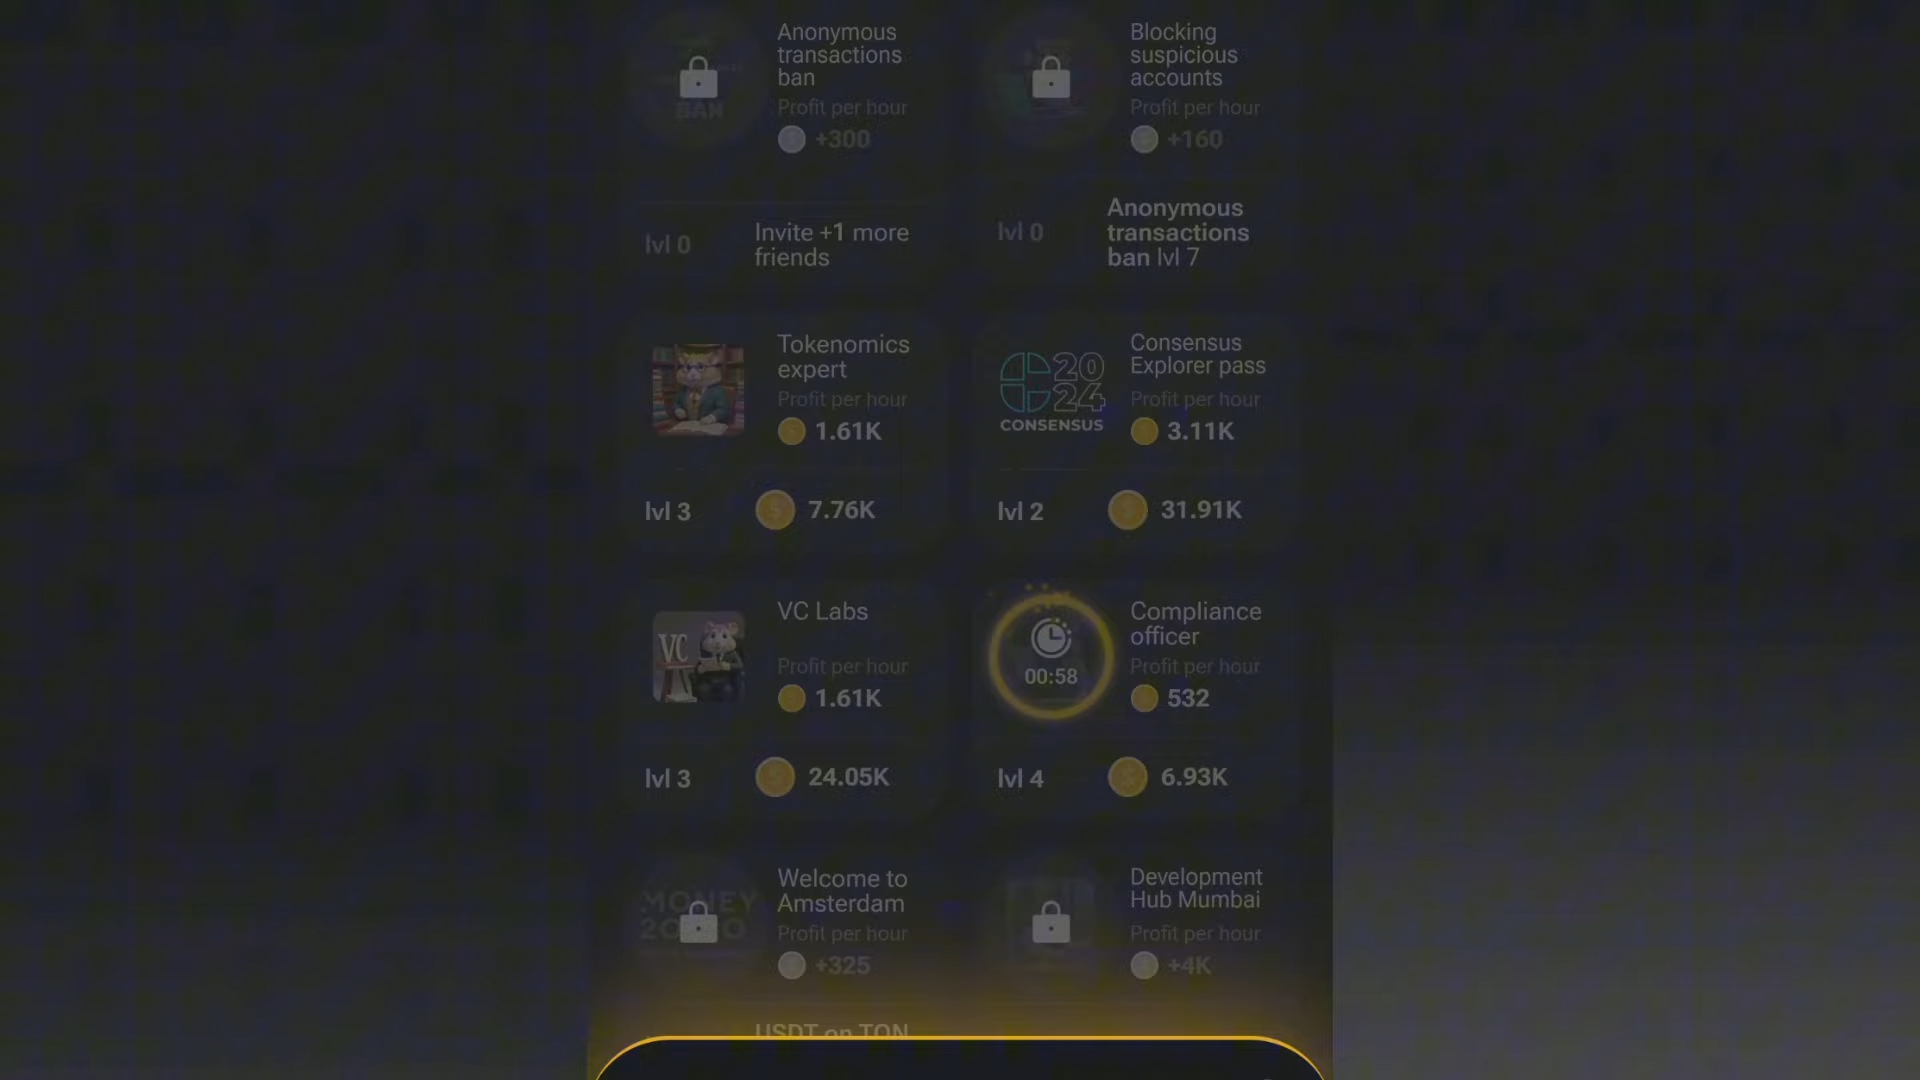 Anonymous
transactions
ban
BAN
Profit per hour
+300
lvl 0
Invite +1 more
friends
Blocking
suspicious
accounts
Profit per hour
+160
lvl 0
Anonymous
transactions
ban lvl 7
Tokenomics
expert
Profit per hour
1.61K
lvl 3
7.76K
2024
CONSENSUS
Consensus
Explorer pass
Profit per hour
3.11K
lvl 2
31.91K
VC
VC Labs
Profit per hour
1.61K
lvl 3
24.05K
00:58
Compliance
officer
Profit per hour
532
lvl 4
6.93K
MONEY
Welcome to
Amsterdam
Profit per hour
+325
USDT on TON
Development
Hub Mumbai
Profit per hour
+4K